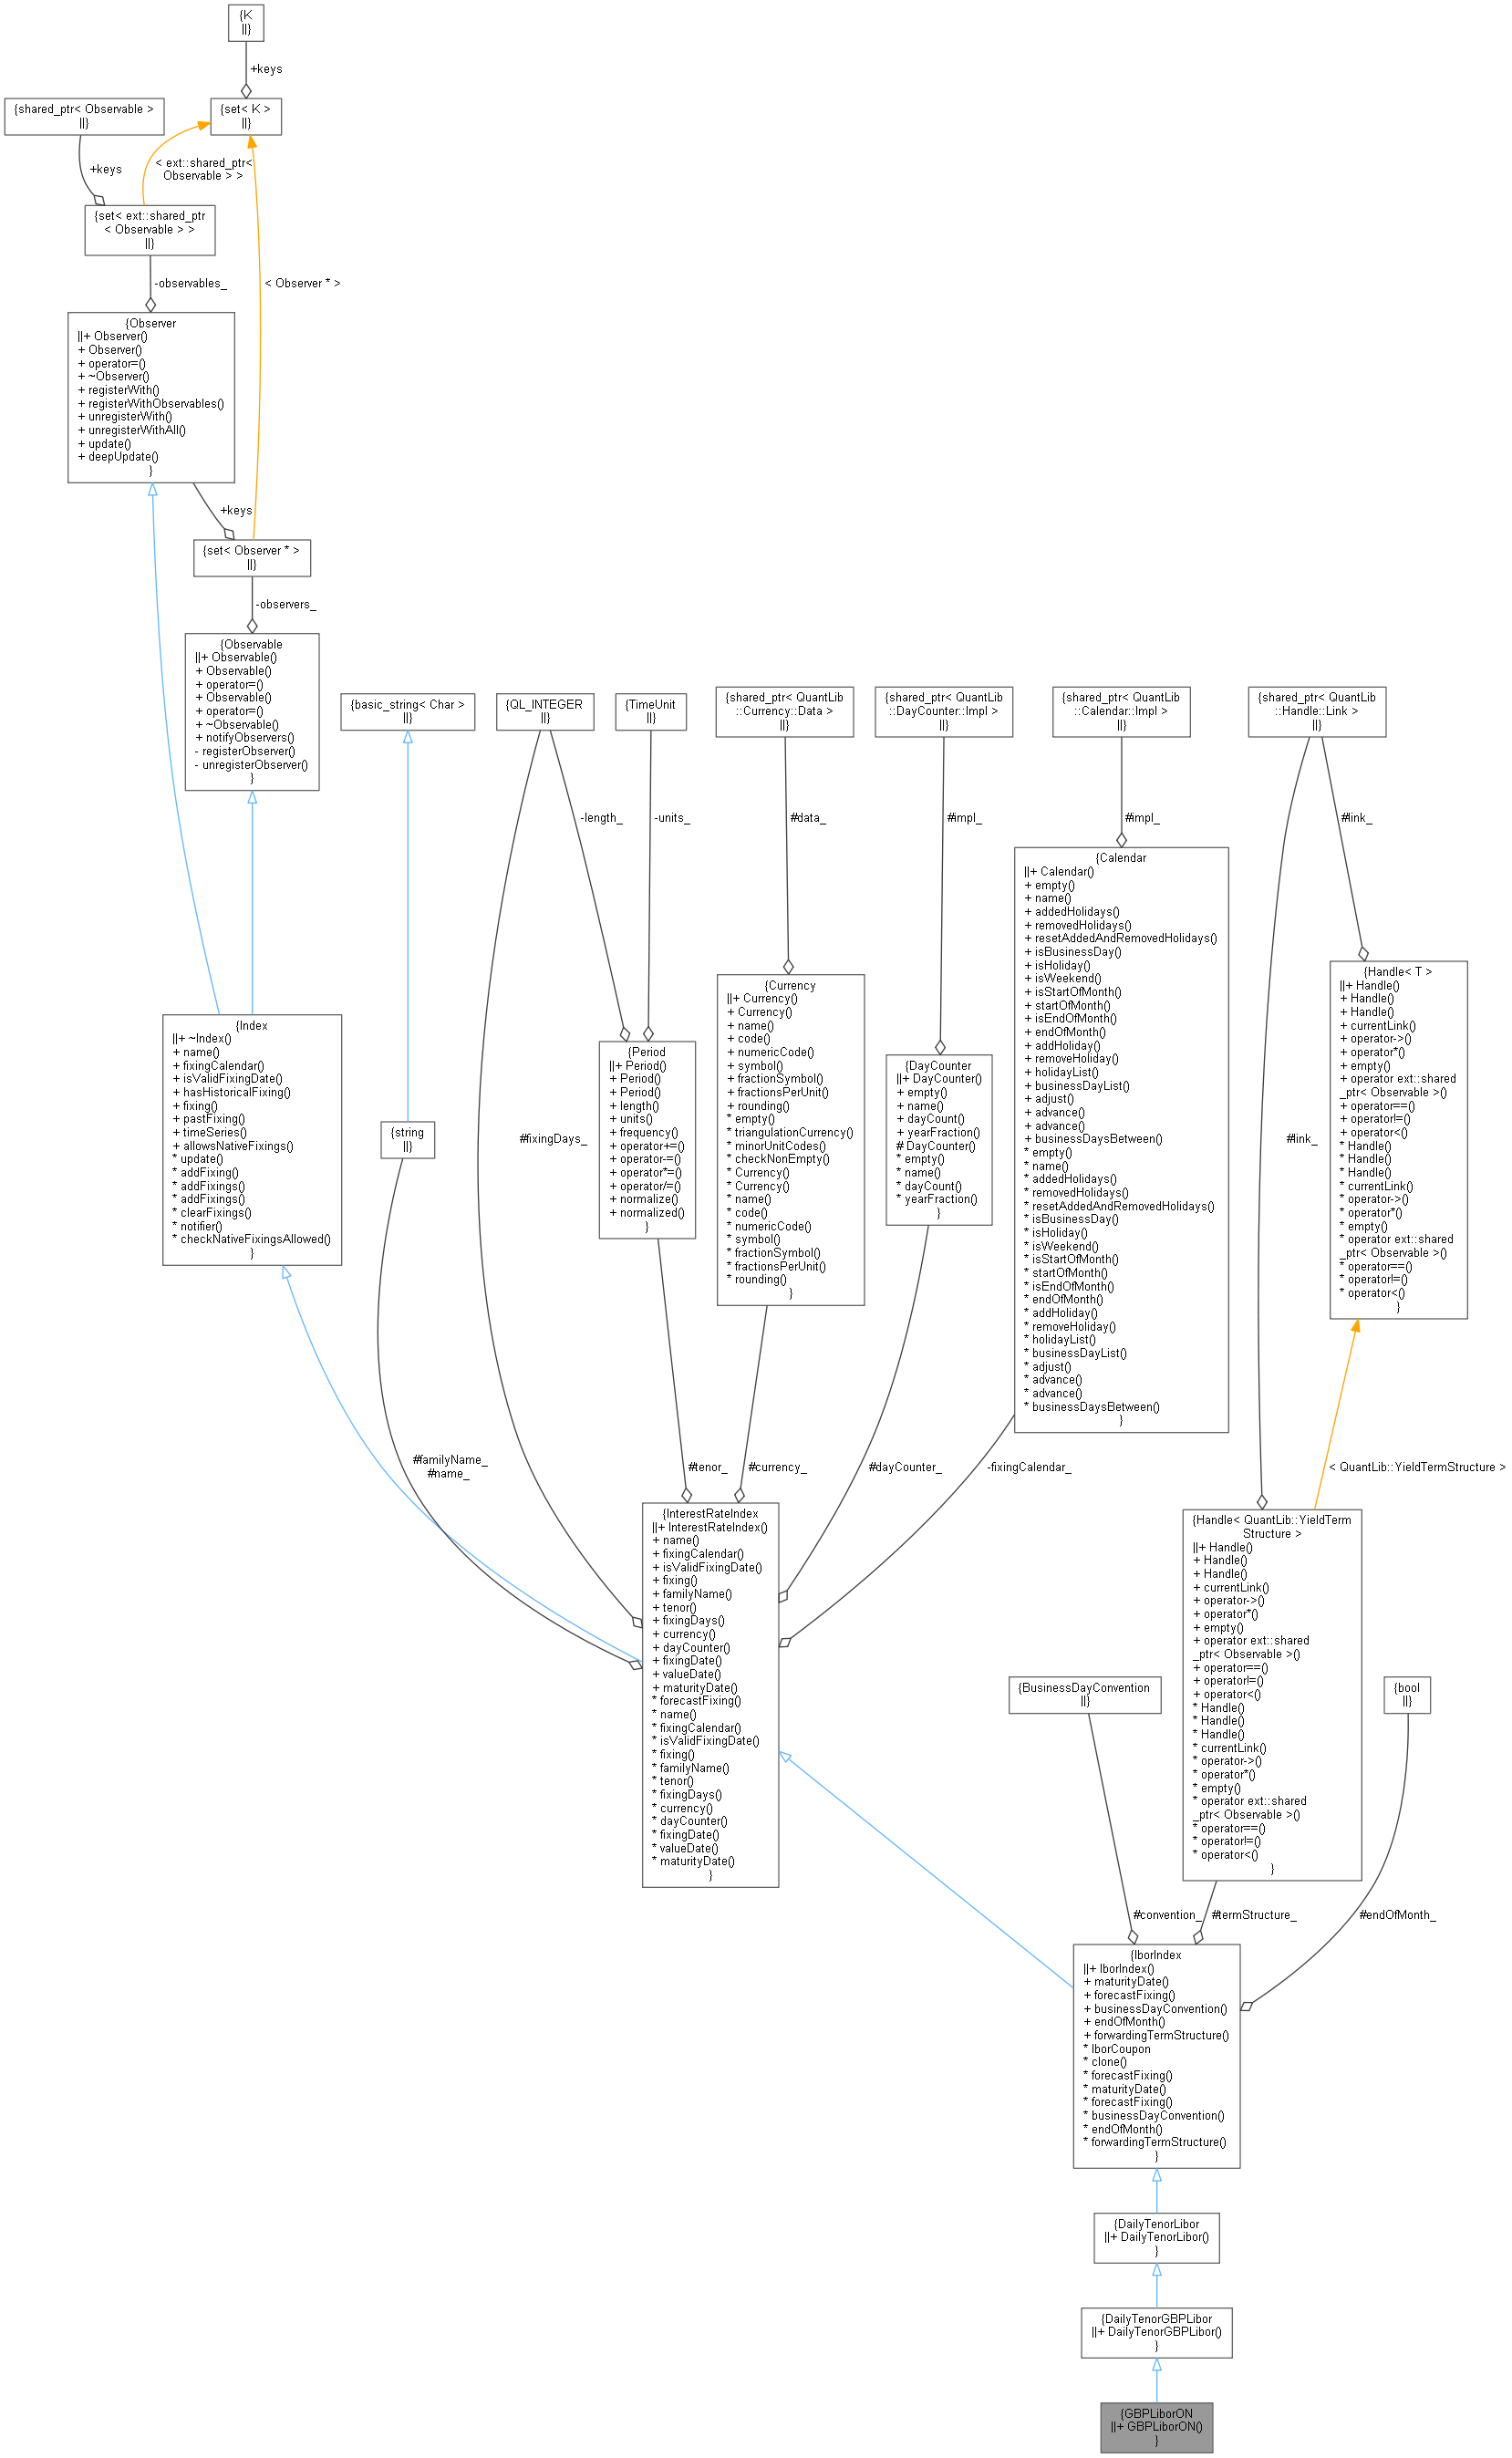 {K
||}
+keys
{shared_ptr< Observable >
||}
{set< K >
||}
+keys
< ext::shared_ptr<
Observable > >
{set< ext::shared_ptr
< Observable > >
||}
-observables_
< Observer * >
{Observer
||+ Observer()
+ Observer()
+ operator=()
+ ~Observer()
+ registerWith()
+ registerWithObservables()
+ unregisterWith()
+ unregisterWithAll()
+ update()
+ deepUpdate()
}
+keys
{set< Observer * >
||}
-observers_
{Observable
||+ Observable()
+ Observable()
+ operator=()
+ Observable()
+ operator=()
+ ~Observable()
+ notifyObservers()
- registerObserver()
- unregisterObserver()
}
{basic_string< Char >
||}
{QL_INTEGER
||}
{TimeUnit
||}
{shared_ptr< QuantLib
::Currency::Data >
||}
{shared_ptr< QuantLib
::DayCounter::Impl >
||}
{shared_ptr< QuantLib
::Calendar::Impl >
||}
{shared_ptr< QuantLib
::Handle::Link >
||}
-length_
-units_
#data_
#impl_
#impl_
#link_
{Index
||+ ~Index()
+ name()
+ fixingCalendar()
+ isValidFixingDate()
+ hasHistoricalFixing()
+ fixing()
+ pastFixing()
+ timeSeries()
+ allowsNativeFixings()
* update()
* addFixing()
* addFixings()
* addFixings()
* clearFixings()
* notifier()
* checkNativeFixingsAllowed()
}
{string
||}
#fixingDays_
{Period
||+ Period()
+ Period()
+ Period()
+ length()
+ units()
+ frequency()
+ operator+=()
+ operator-=()
+ operator*=()
+ operator/=()
+ normalize()
+ normalized()
}
{Currency
||+ Currency()
+ Currency()
+ name()
+ code()
+ numericCode()
+ symbol()
+ fractionSymbol()
+ fractionsPerUnit()
+ rounding()
* empty()
* triangulationCurrency()
* minorUnitCodes()
* checkNonEmpty()
* Currency()
* Currency()
* name()
* code()
* numericCode()
* symbol()
* fractionSymbol()
* fractionsPerUnit()
* rounding()
}
{DayCounter
||+ DayCounter()
+ empty()
+ name()
+ dayCount()
+ yearFraction()
# DayCounter()
* empty()
* name()
* dayCount()
* yearFraction()
}
{Calendar
||+ Calendar()
+ empty()
+ name()
+ addedHolidays()
+ removedHolidays()
+ resetAddedAndRemovedHolidays()
+ isBusinessDay()
+ isHoliday()
+ isWeekend()
+ isStartOfMonth()
+ startOfMonth()
+ isEndOfMonth()
+ endOfMonth()
+ addHoliday()
+ removeHoliday()
+ holidayList()
+ businessDayList()
+ adjust()
+ advance()
+ advance()
+ businessDaysBetween()
* empty()
* name()
* addedHolidays()
* removedHolidays()
* resetAddedAndRemovedHolidays()
* isBusinessDay()
* isHoliday()
* isWeekend()
* isStartOfMonth()
* startOfMonth()
* isEndOfMonth()
* endOfMonth()
* addHoliday()
* removeHoliday()
* holidayList()
* businessDayList()
* adjust()
* advance()
* advance()
* businessDaysBetween()
}
#link_
{Handle< T >
||+ Handle()
+ Handle()
+ Handle()
+ currentLink()
+ operator->()
+ operator*()
+ empty()
+ operator ext::shared
_ptr< Observable >()
+ operator==()
+ operator!=()
+ operator<()
* Handle()
* Handle()
* Handle()
* currentLink()
* operator->()
* operator*()
* empty()
* operator ext::shared
_ptr< Observable >()
* operator==()
* operator!=()
* operator<()
}
#familyName_
#name_
#tenor_
#currency_
#dayCounter_
-fixingCalendar_
< QuantLib::YieldTermStructure >
{InterestRateIndex
||+ InterestRateIndex()
+ name()
+ fixingCalendar()
+ isValidFixingDate()
+ fixing()
+ familyName()
+ tenor()
+ fixingDays()
+ currency()
+ dayCounter()
+ fixingDate()
+ valueDate()
+ maturityDate()
* forecastFixing()
* name()
* fixingCalendar()
* isValidFixingDate()
* fixing()
* familyName()
* tenor()
* fixingDays()
* currency()
* dayCounter()
* fixingDate()
* valueDate()
* maturityDate()
}
{BusinessDayConvention
||}
{Handle< QuantLib::YieldTerm
Structure >
||+ Handle()
+ Handle()
+ Handle()
+ currentLink()
+ operator->()
+ operator*()
+ empty()
+ operator ext::shared
_ptr< Observable >()
+ operator==()
+ operator!=()
+ operator<()
* Handle()
* Handle()
* Handle()
* currentLink()
* operator->()
* operator*()
* empty()
* operator ext::shared
_ptr< Observable >()
* operator==()
* operator!=()
* operator<()
}
{bool
||}
#convention_
#termStructure_
#endOfMonth_
{IborIndex
||+ IborIndex()
+ maturityDate()
+ forecastFixing()
+ businessDayConvention()
+ endOfMonth()
+ forwardingTermStructure()
* IborCoupon
* clone()
* forecastFixing()
* maturityDate()
* forecastFixing()
* businessDayConvention()
* endOfMonth()
* forwardingTermStructure()
}
{DailyTenorLibor
||+ DailyTenorLibor()
}
{DailyTenorGBPLibor
||+ DailyTenorGBPLibor()
}
{GBPLiborON
||+ GBPLiborON()
}